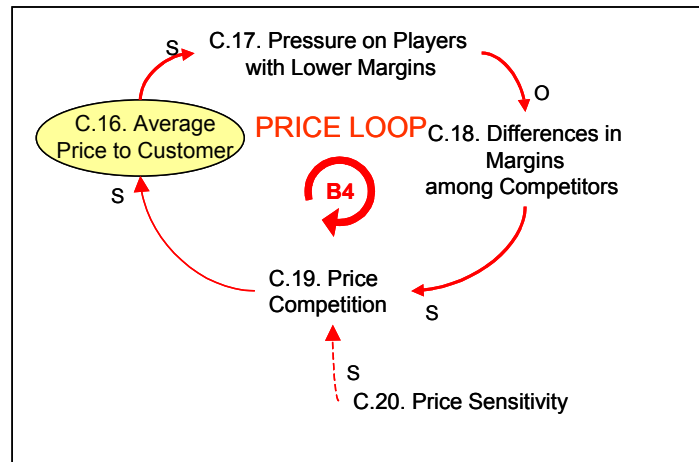 S
C.17. Pressure on Players
with Lower Margins
O
C.16. Average
Price to Customer
PRICE LOOP
C.18. Differences in
Margins
among Competitors
B4
S
C.19. Price
Competition
S
S
C.20. Price Sensitivity